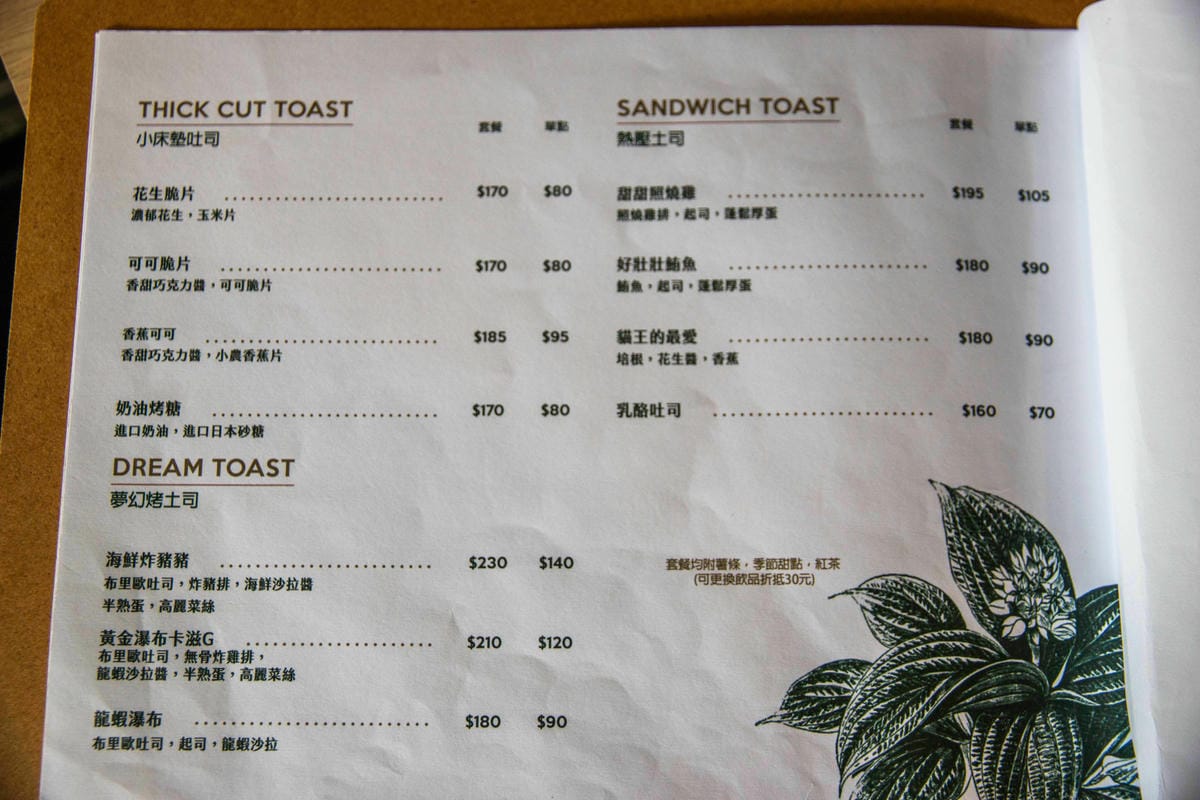 THICK CUT TOAST
小床墊吐司
套餐 單點
花生脆片 $170 $80
濃郁花生，玉米片
可可脆片 $170 $80
香甜巧克力醬，可可脆片
香蕉可可 $185 $95
香甜巧克力醬，小農香蕉片
奶油烤糖 $170 $80
進口奶油，進口日本砂糖
DREAM TOAST
夢幻烤土司
海鮮炸豬豬 $230 $140
布里歐吐司，炸豬排，海鮮沙拉醬
半熟蛋，高麗菜絲
黃金瀑布卡滋G $210 $120
布里歐吐司，無骨炸雞排，
龍蝦沙拉醬，半熟蛋，高麗菜絲
龍蝦瀑布 $180 $90
布里歐吐司，起司，龍蝦沙拉
SANDWICH TOAST
熱壓土司
套餐 單點
甜甜照燒雞 $195 $105
照燒雞排，起司，蓬鬆厚蛋
好壯壯鮪魚 $180 $90
鮪魚，起司，蓬鬆厚蛋
貓王的最愛 $180 $90
培根，花生醬，香蕉
乳酪吐司 $160 $70
套餐均附薯條，季節甜點，紅茶
(可更換飲品折抵30元)